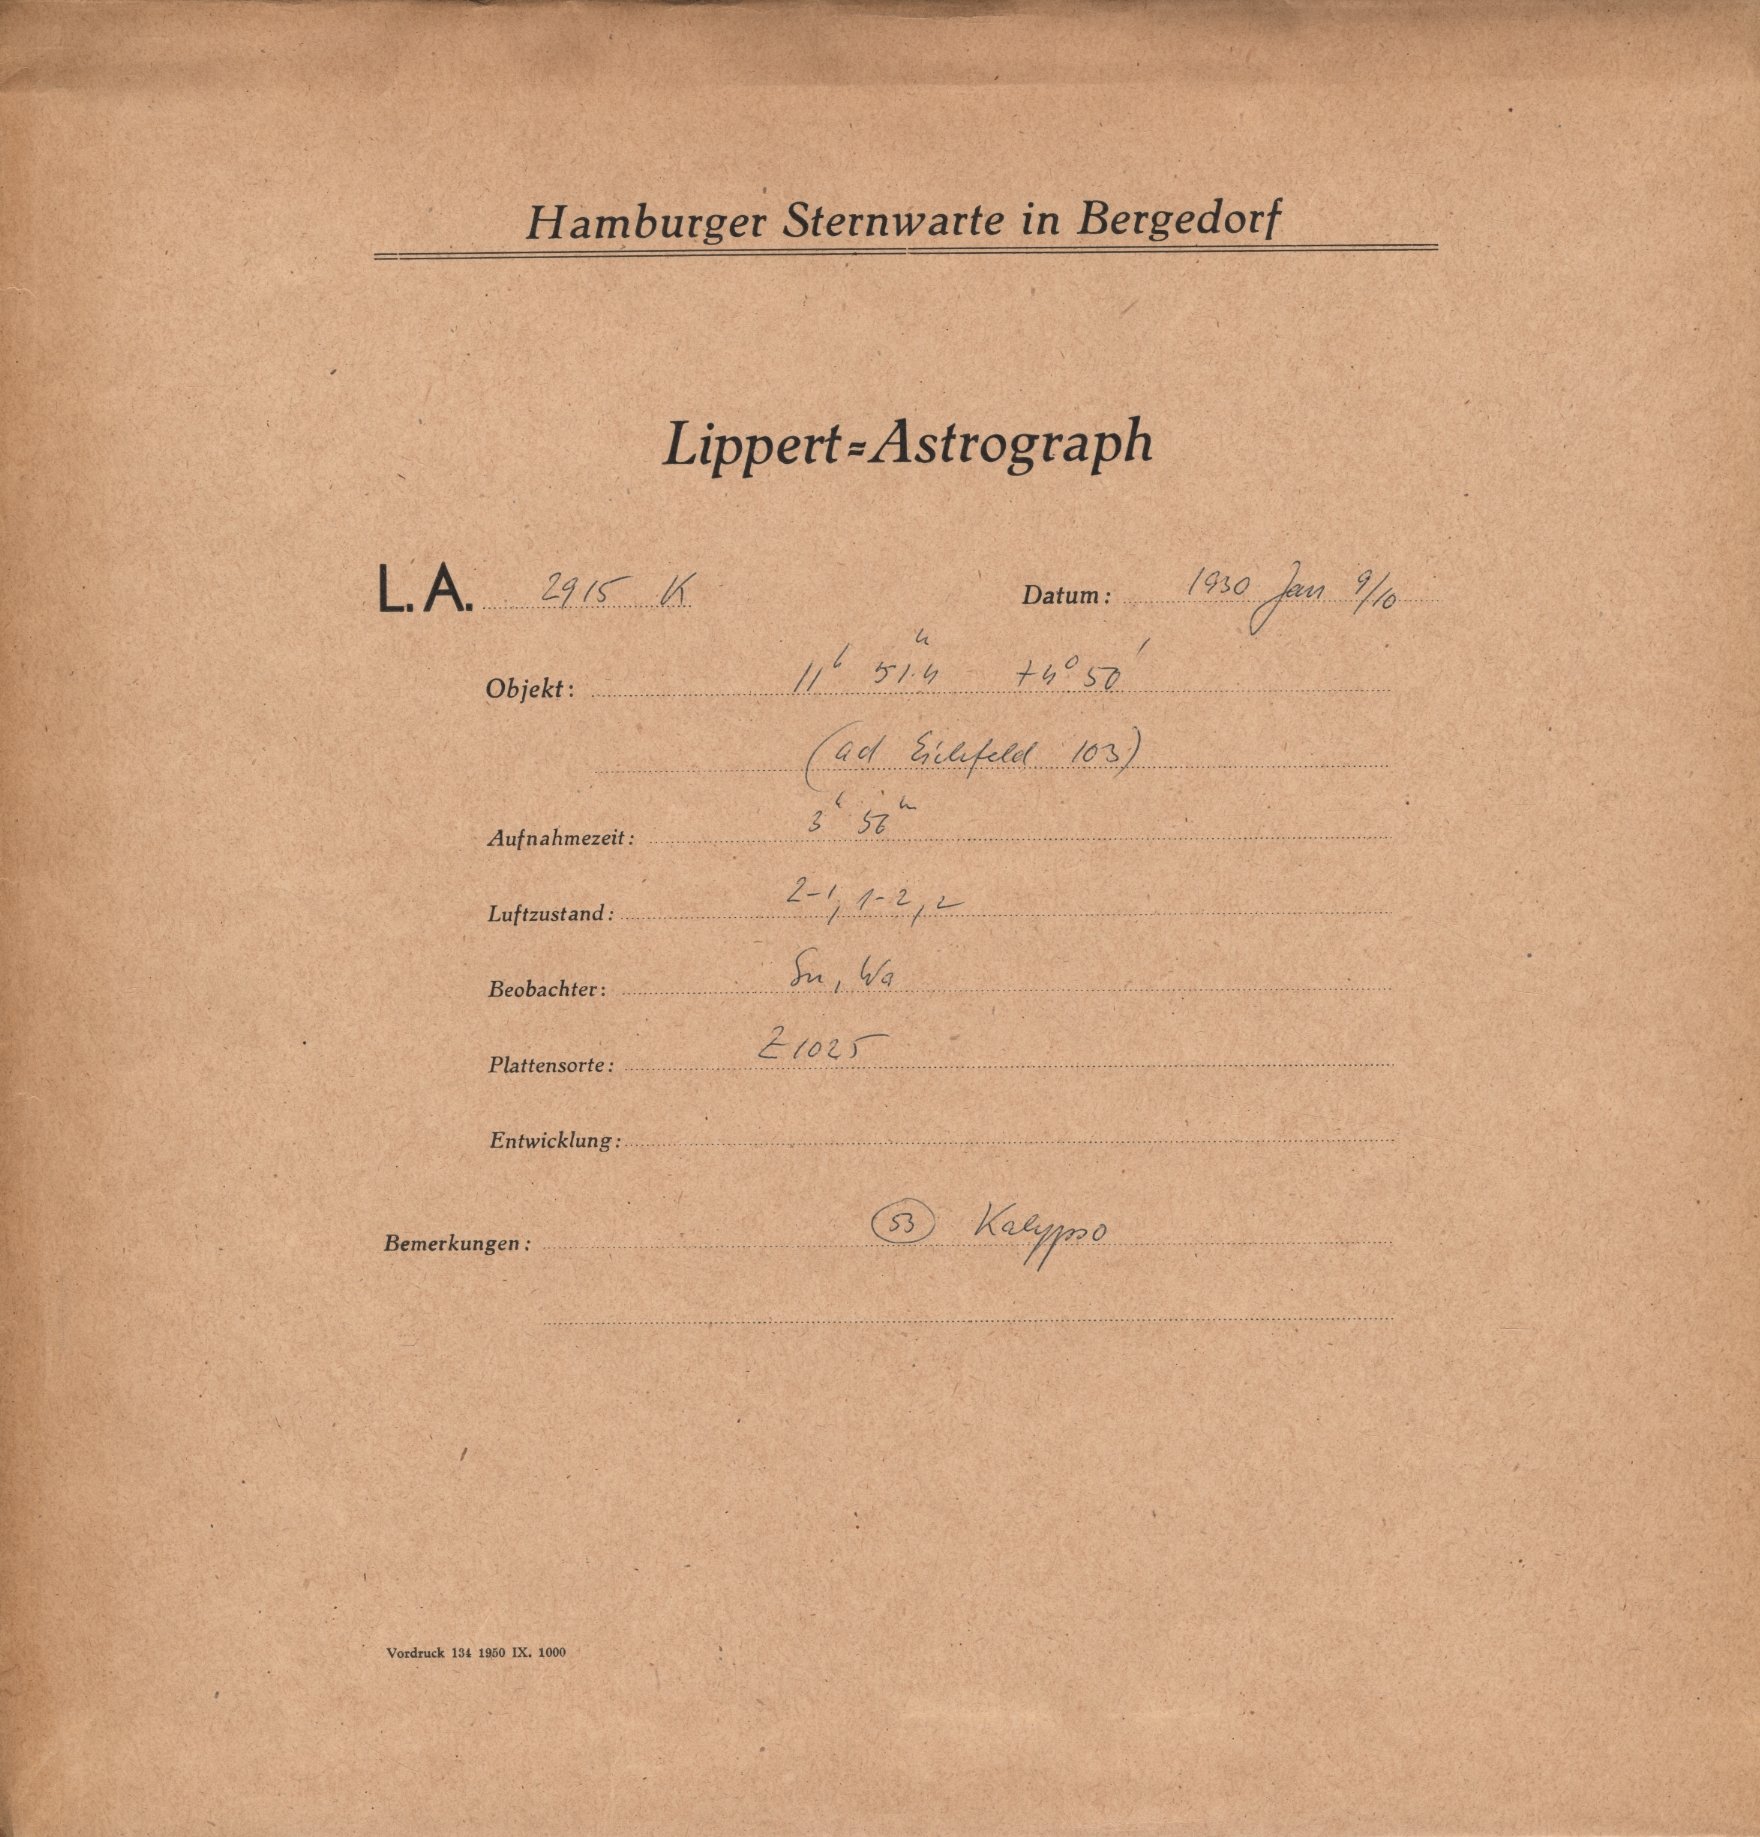 Hamburger Sternwarte in Bergedorf
Lippert=Astrograph
L. A. 2915 K Datum: 1930 Jan 9/10
Objekt: 11h 51.4m +4° 50'
(ad Eichfeld 103)
Aufnahmezeit: 3h 56m
Luftzustand: 2-1, 1-2, 2
Beobachter: Wa
Plattensorte: Z 1025
Entwicklung:
Bemerkungen: 53 Kalypso
Vordruck 134 1950 IX. 1000